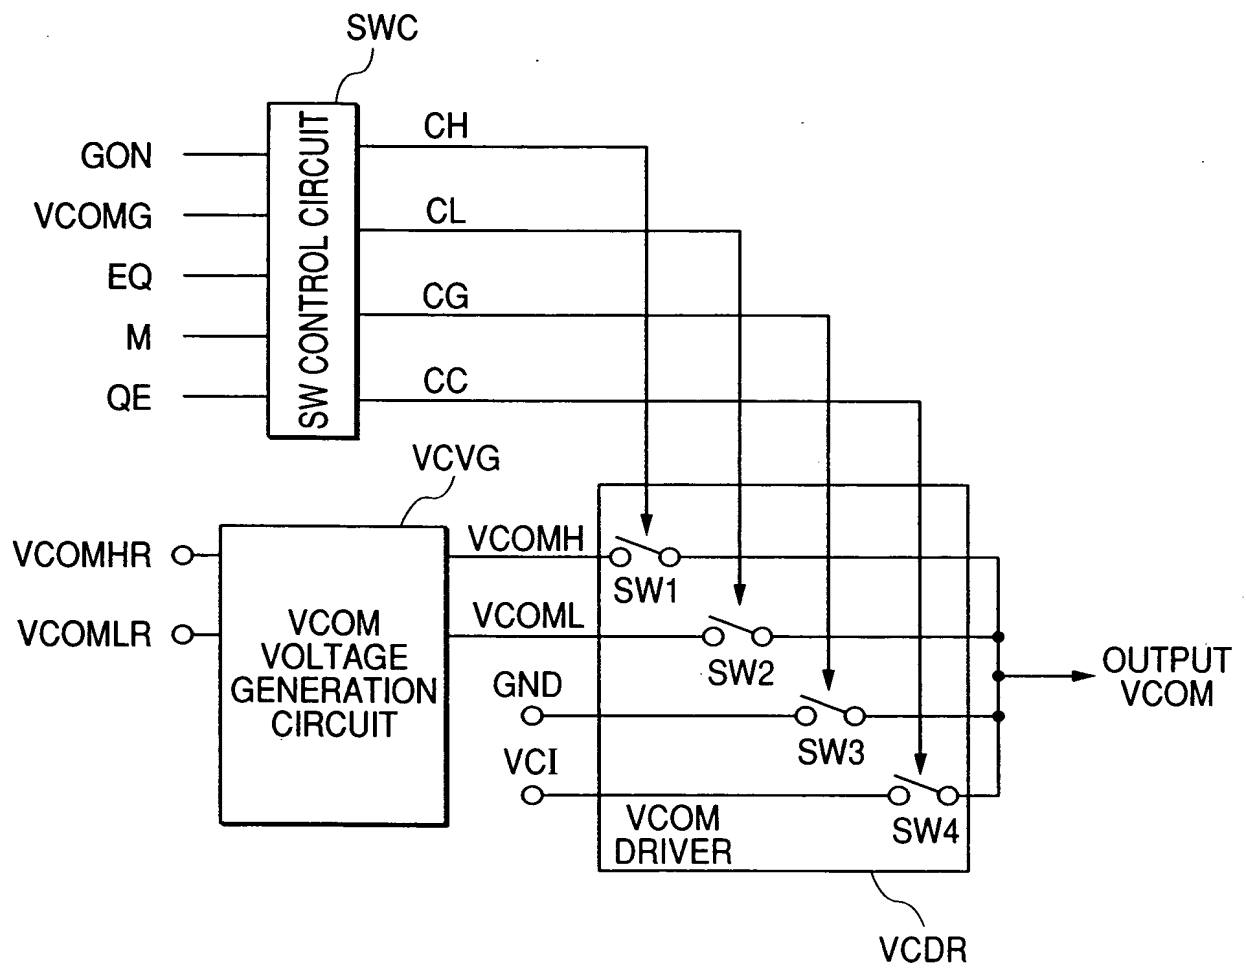 SWC
SW CONTROL CIRCUIT
GON
VCOMG
EQ
M
QE
CH
CL
CG
CC
VCVG
VCOMHR
VCOMLR
VCOM
VOLTAGE
GENERATION
CIRCUIT
VCOMH
VCOML
GND
VCI
SW1
SW2
SW3
SW4
VCOM
DRIVER
OUTPUT
VCOM
VCDR